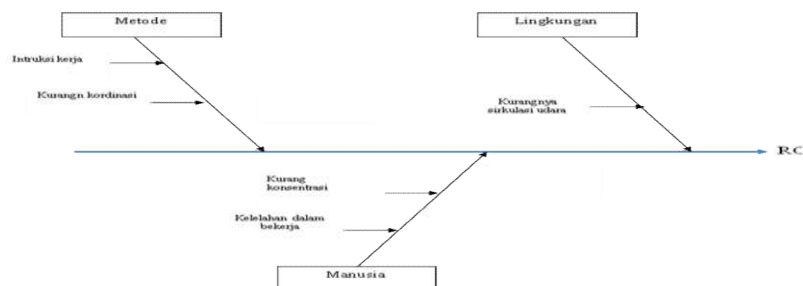 Metode
Lingkungan
Intruksi kerja
Kurangn kordinasi
Kurangnya
sirkulasi udara
RC
Kurang
konsentrasi
Kelelahan dalam
bekerja
Manusia